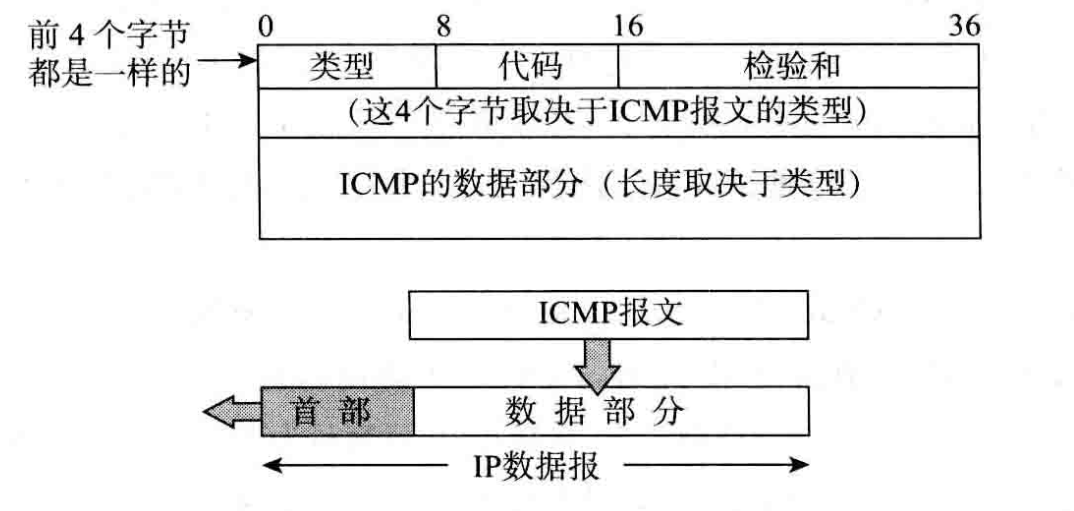 前 4 个字节
都是一样的
0 8 16 36
类型 代码 检验和
(这4个字节取决于ICMP报文的类型)
ICMP的数据部分（长度取决于类型）
ICMP报文
首 部 数 据 部 分
IP数据报